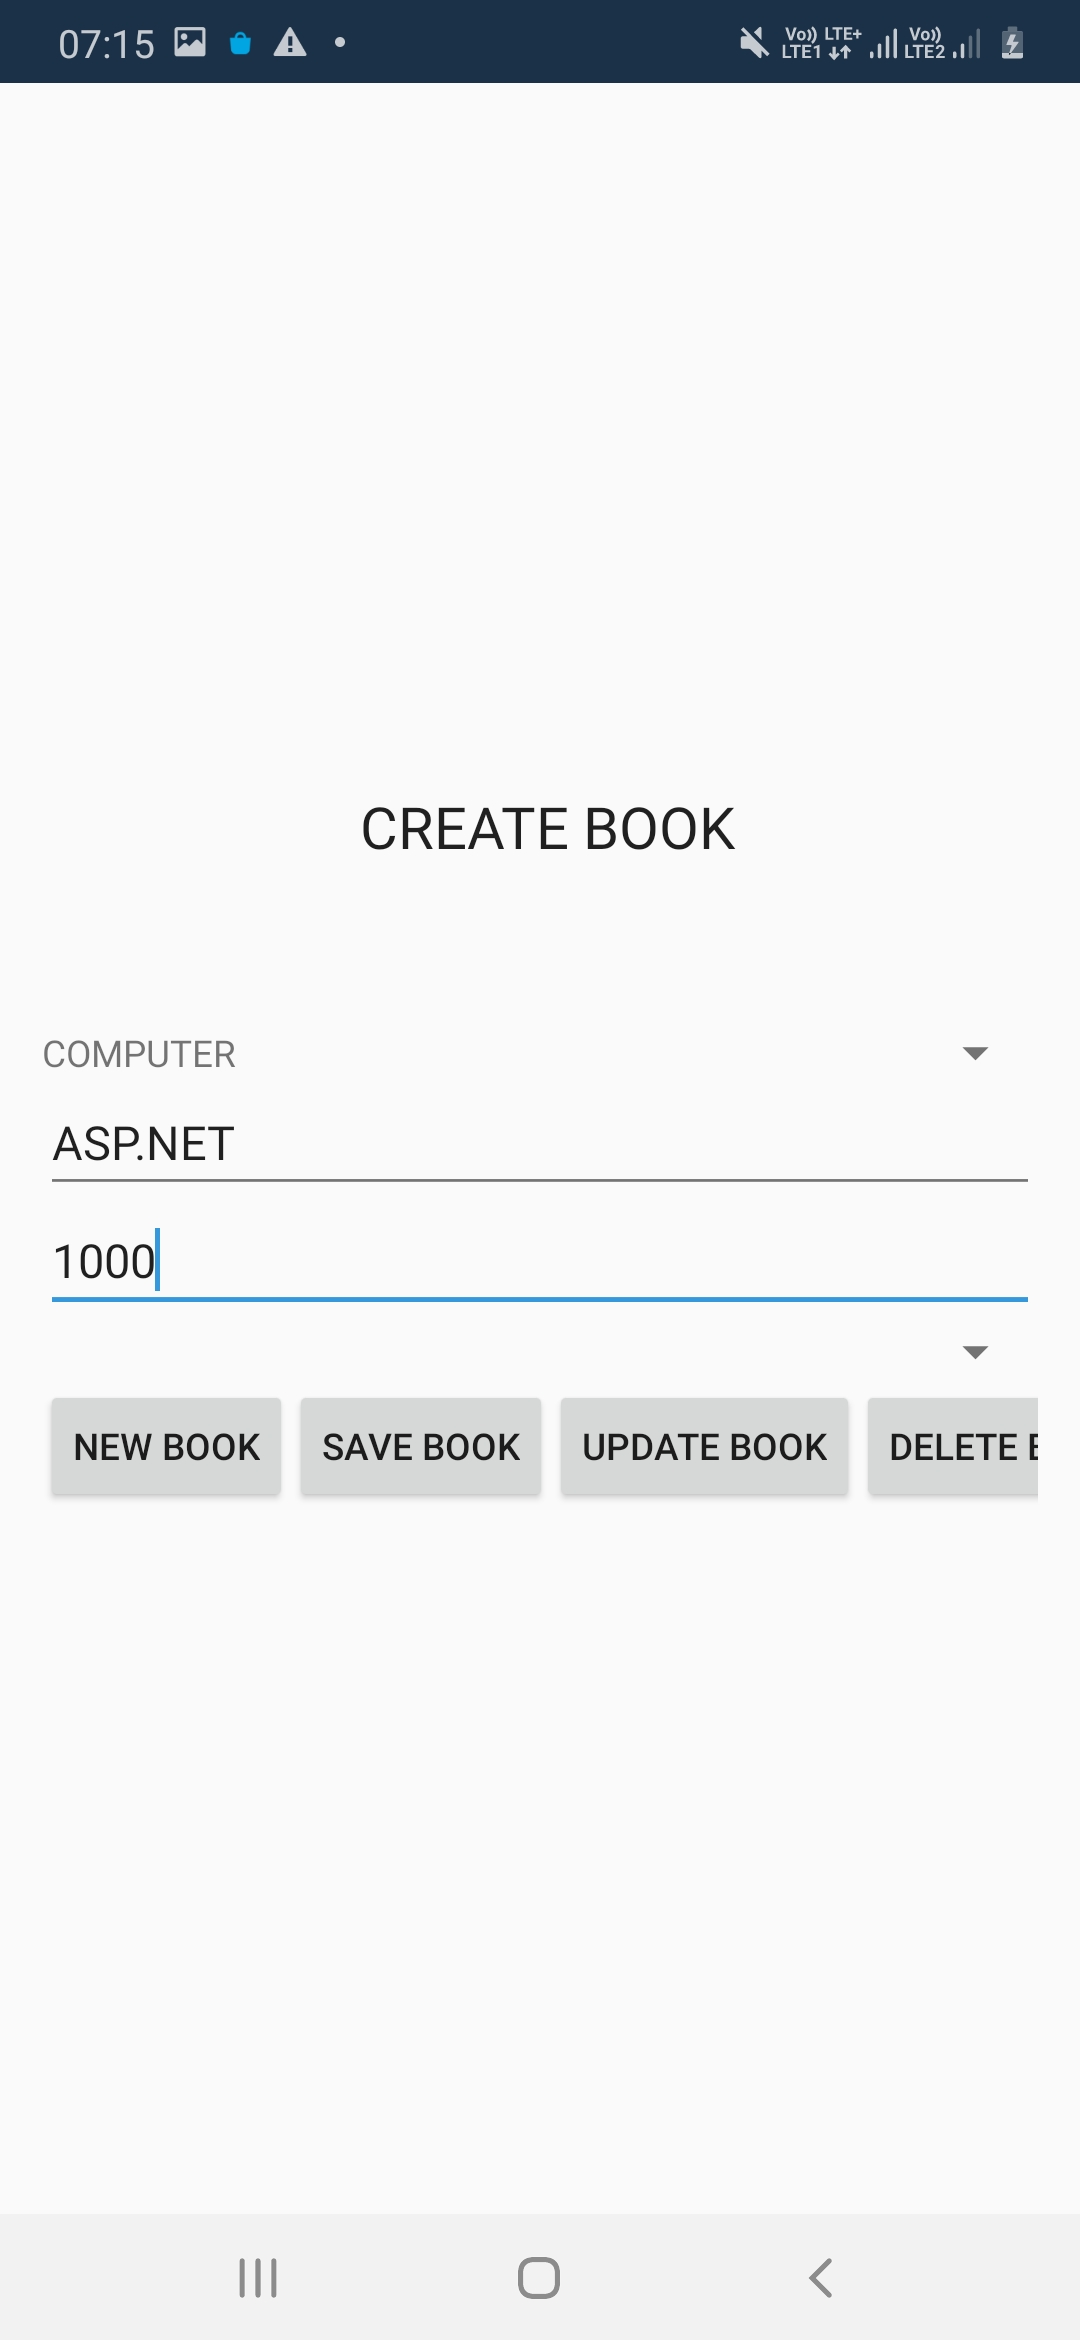 07:15 Vo)) LTE+ Vo))
LTE1 LTE2
CREATE BOOK
COMPUTER
ASP.NET
1000
NEW BOOK SAVE BOOK UPDATE BOOK DELETE